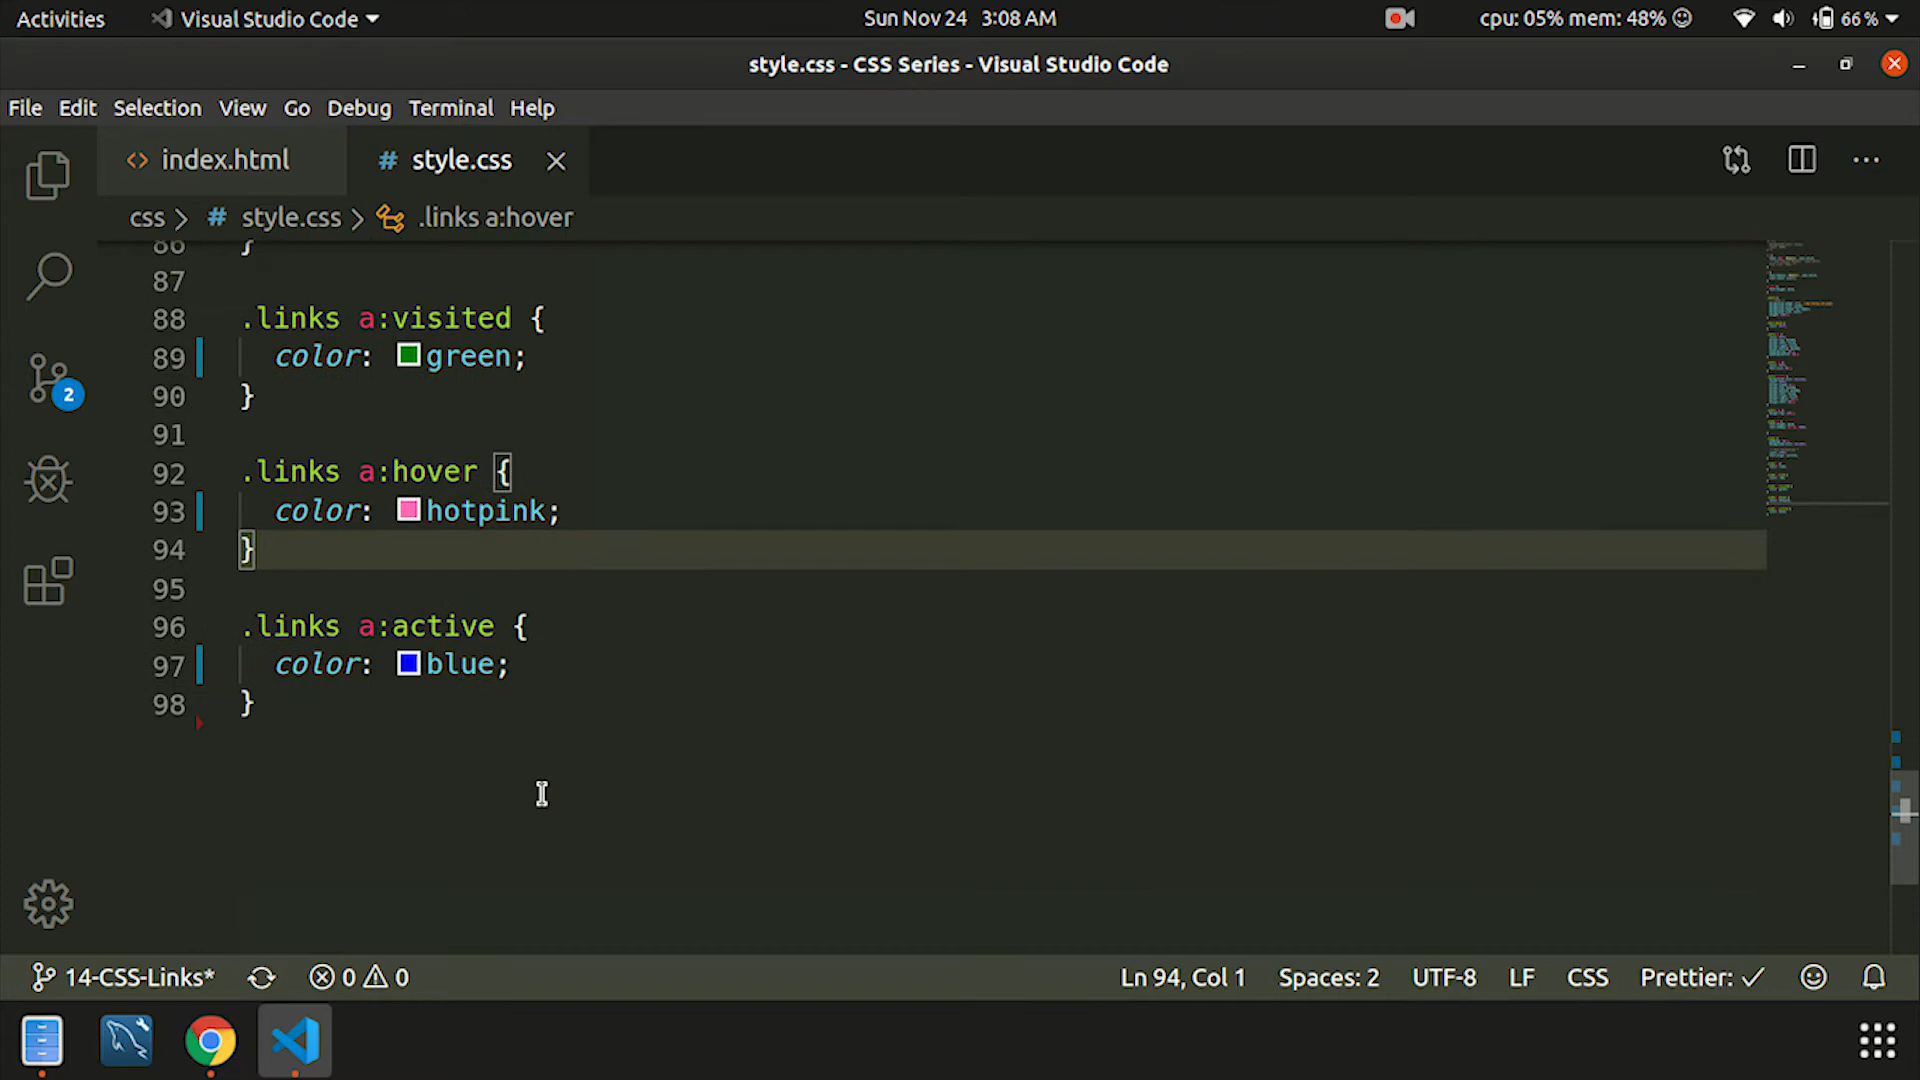 Activities Visual Studio Code Sun Nov 24 3:08 AM cpu: 05% mem: 48% 66 %
style.css - CSS Series - Visual Studio Code
File Edit Selection View Go Debug Terminal Help
<> index.html # style.css
css > # style.css > .links a:hover
86 }
87
88 .links a:visited {
89 color: green;
90 }
91
92 .links a:hover {
93 color: hotpink;
94 }
95
96 .links a:active {
97 color: blue;
98 }
2
14-CSS-Links* 0 0 Ln 94, Col 1 Spaces: 2 UTF-8 LF CSS Prettier: ✓